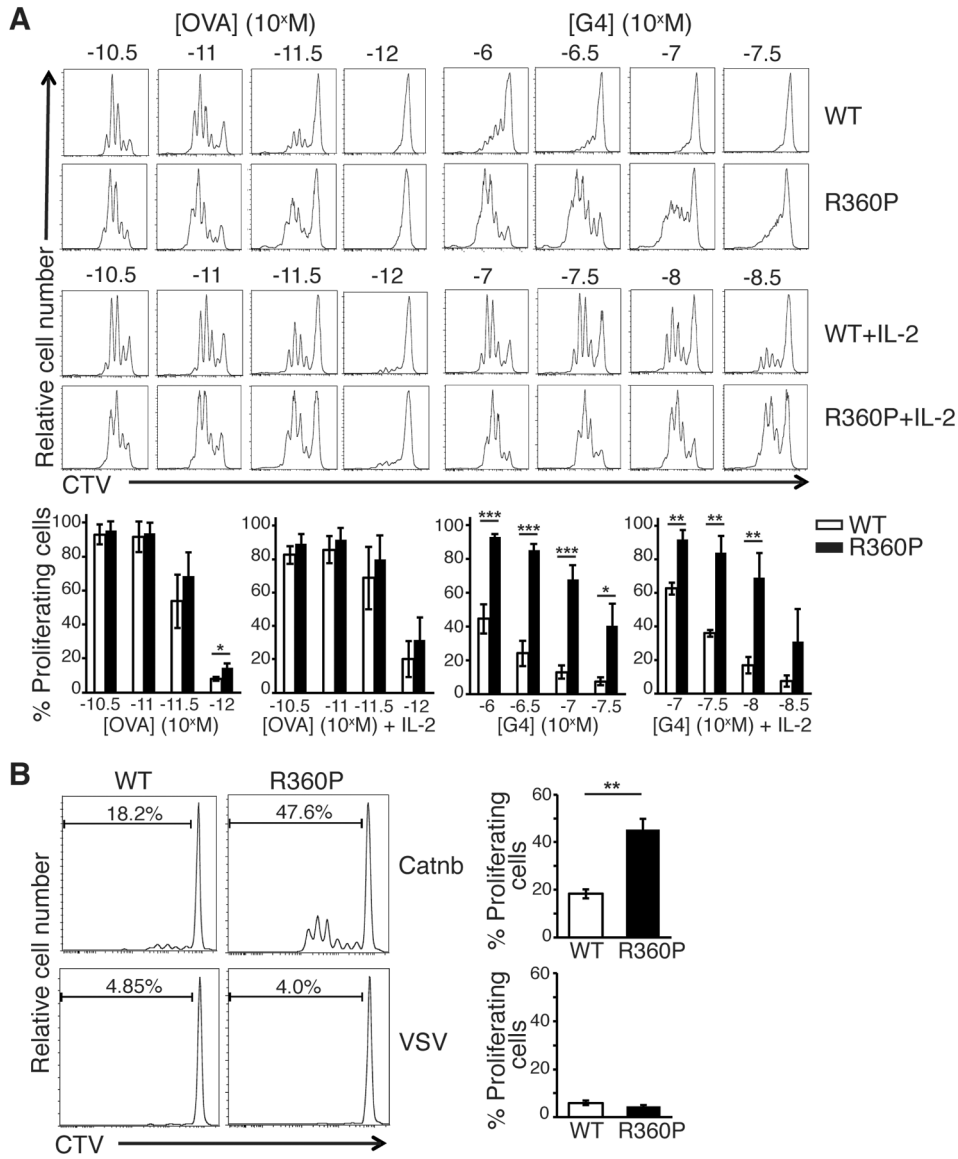 A
[OVA] (10ˣM) [G4] (10ˣM)
-10.5 -11 -11.5 -12 -6 -6.5 -7 -7.5
WT
R360P
-10.5 -11 -11.5 -12 -7 -7.5 -8 -8.5
WT+IL-2
R360P+IL-2
Relative cell number
CTV
% Proliferating cells
100
80
60
40
20
0
-10.5 -11 -11.5 -12
[OVA] (10ˣM)
*
100
80
60
40
20
0
-10.5 -11 -11.5 -12
[OVA] (10ˣM) + IL-2
100
80
60
40
20
0
*** *** *** *
-6 -6.5 -7 -7.5
[G4] (10ˣM)
100
80
60
40
20
0
** ** **
-7 -7.5 -8 -8.5
[G4] (10ˣM) + IL-2
WT
R360P
B
WT R360P
18.2% 47.6%
Catnb
4.85% 4.0%
VSV
Relative cell number
CTV
% Proliferating
cells
60
40
20
0
**
WT R360P
% Proliferating
cells
60
40
20
0
WT R360P